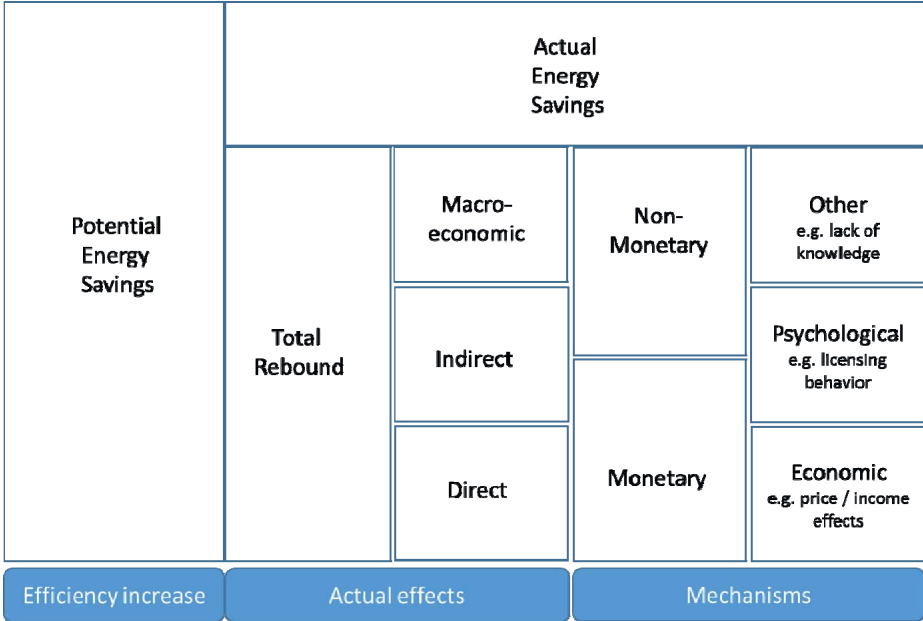 Actual
Energy
Savings
Potential
Energy
Savings
Total
Rebound
Macro-
economic
Indirect
Direct
Non-
Monetary
Monetary
Other
e.g. lack of
knowledge
Psychological
e.g. licensing
behavior
Economic
e.g. price / income
effects
Efficiency increase
Actual effects
Mechanisms